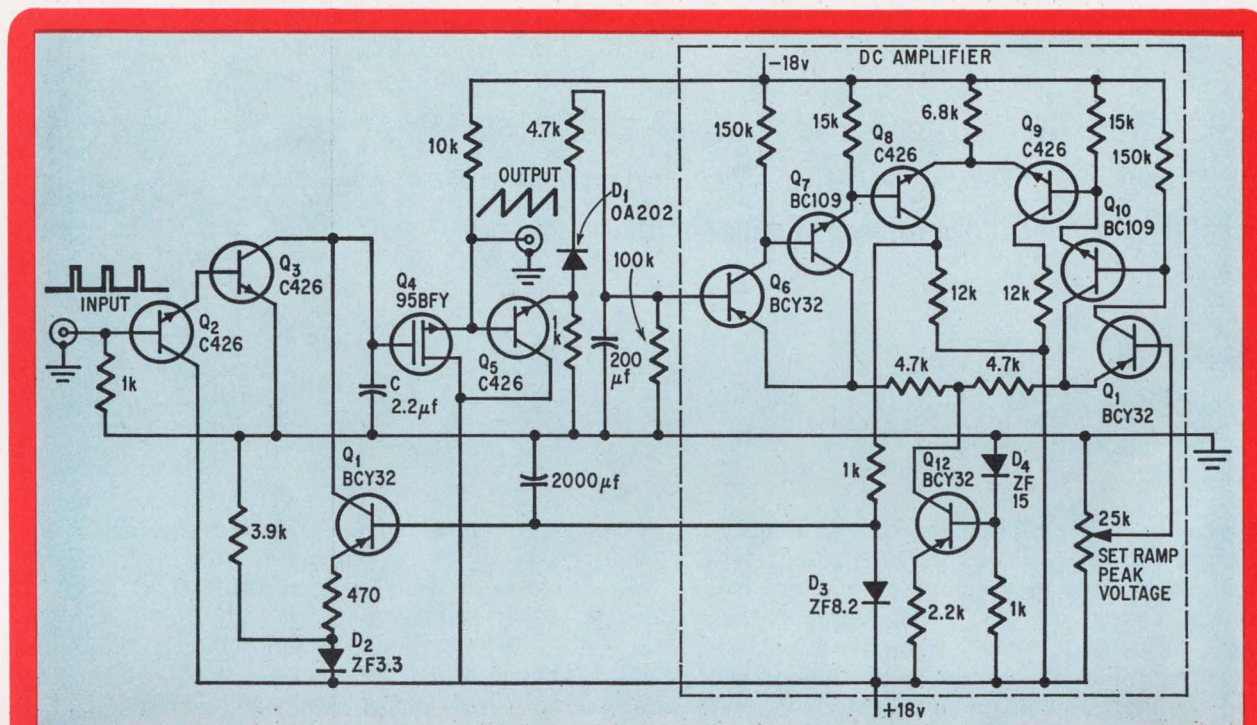 −18v
DC AMPLIFIER
10k
4.7k
150k
15k
6.8k
15k
150k
Q8
C426
Q9
C426
OUTPUT
D1
OA202
Q7
BC109
Q10
BC109
INPUT
Q3
C426
Q2
C426
Q4
95BFY
100k
Q6
BCY32
12k
12k
1k
Q5
C426
1k
200
μf
C
2.2μf
4.7k
4.7k
Q1
BCY32
Q1
BCY32
2000μf
1k
Q12
BCY32
D4
ZF
15
25k
SET RAMP
PEAK
VOLTAGE
3.9k
470
D3
ZF8.2
2.2k
1k
D2
ZF3.3
+18v